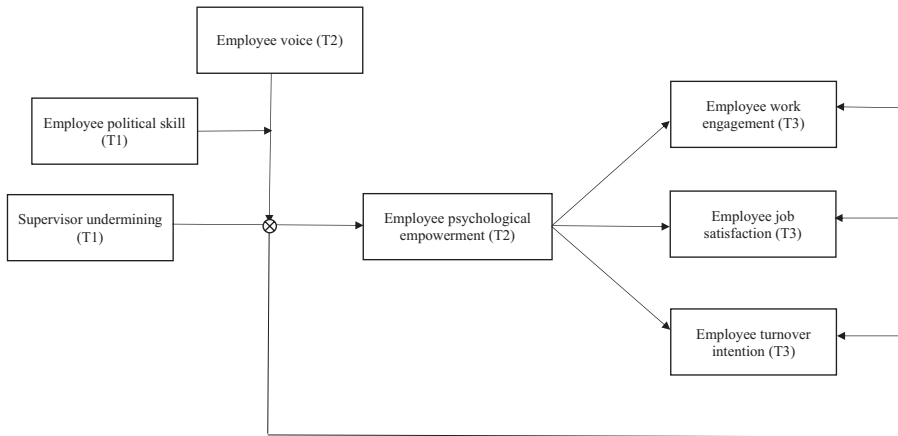 Employee voice (T2)
Employee political skill
(T1)
Supervisor undermining
(T1)
Employee psychological
empowerment (T2)
Employee work
engagement (T3)
Employee job
satisfaction (T3)
Employee turnover
intention (T3)